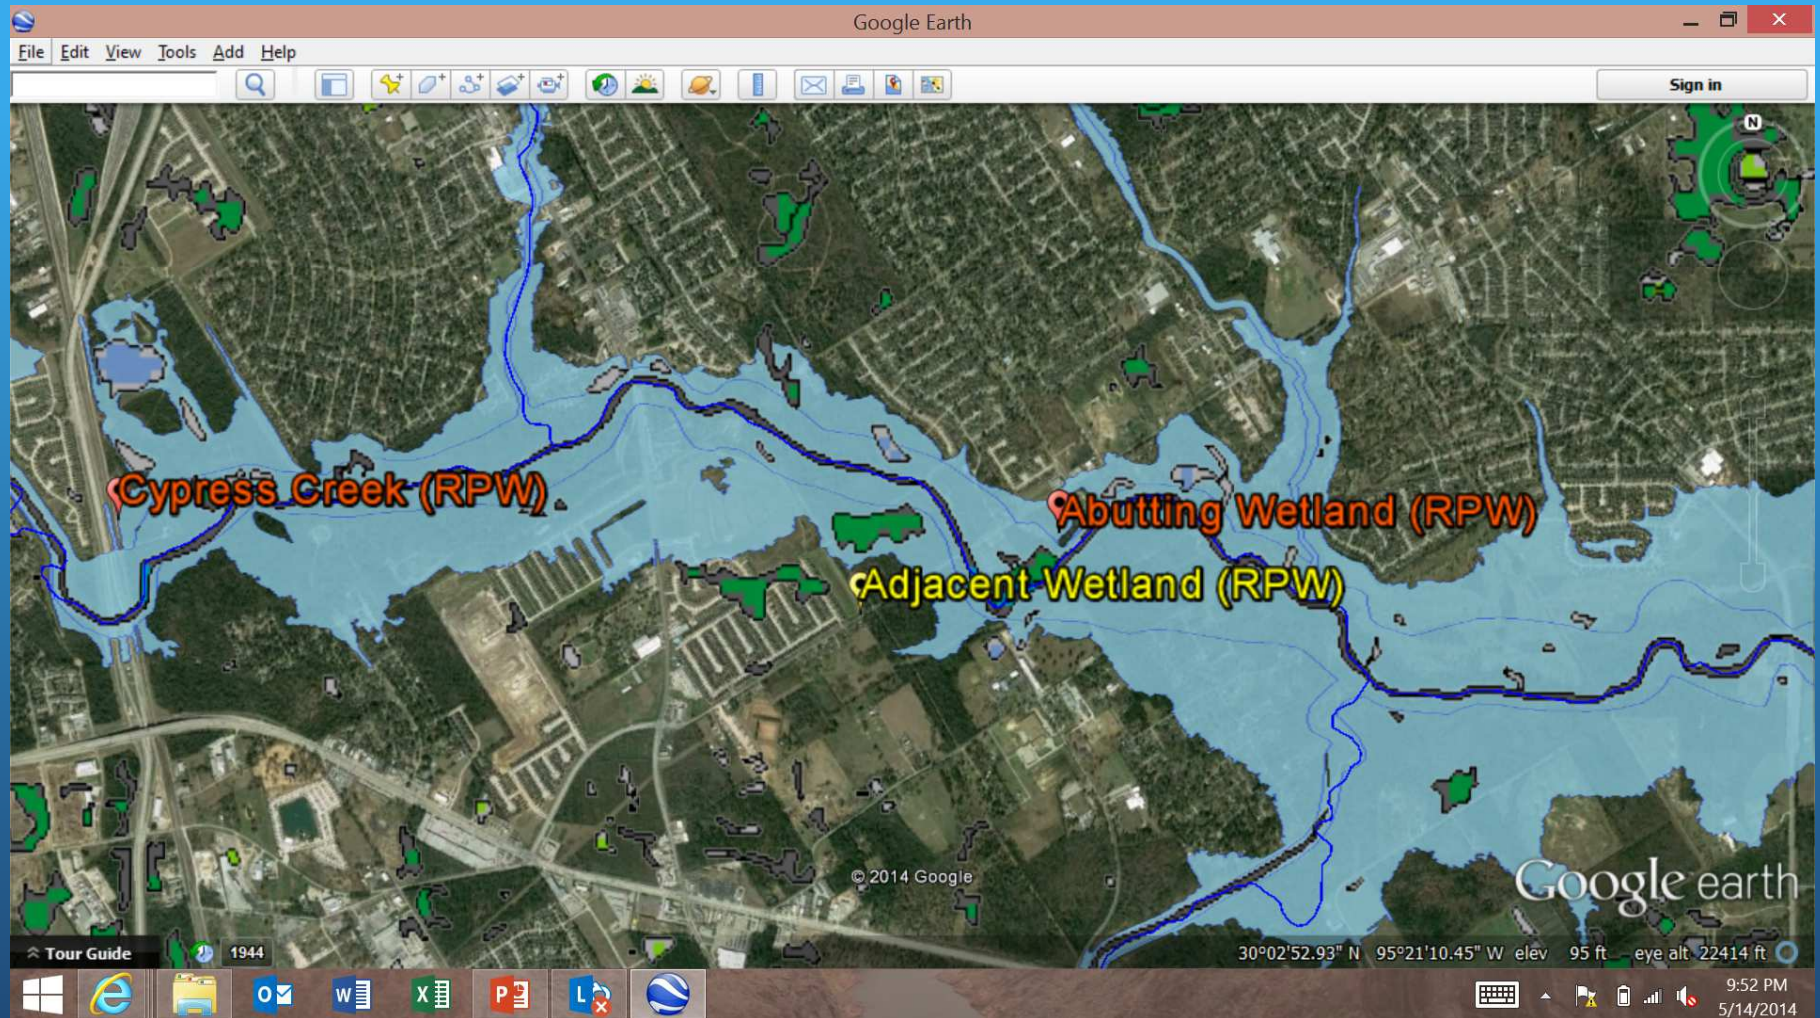 Google Earth
File Edit View Tools Add Help
Sign in
N
Cypress Creek (RPW)
Abutting Wetland (RPW)
Adjacent Wetland (RPW)
© 2014 Google
Google earth
Tour Guide 1944
30°02'52.93" N 95°21'10.45" W elev 95 ft eye alt 22414 ft
9:52 PM
5/14/2014